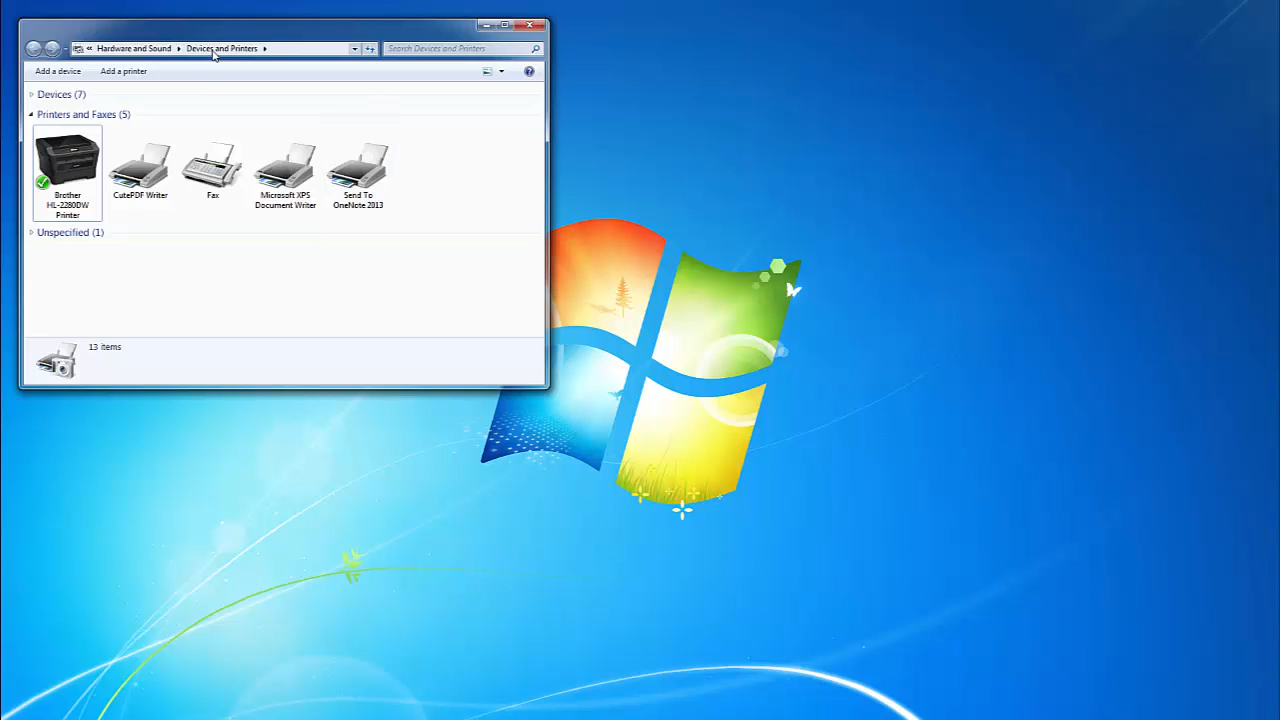 Hardware and Sound Devices and Printers Search Devices and Printers
Add a device Add a printer
Devices (7)
Printers and Faxes (5)
Brother
HL-2280DW
Printer
CutePDF Writer
Fax
Microsoft XPS
Document Writer
Send To
OneNote 2013
Unspecified (1)
13 items